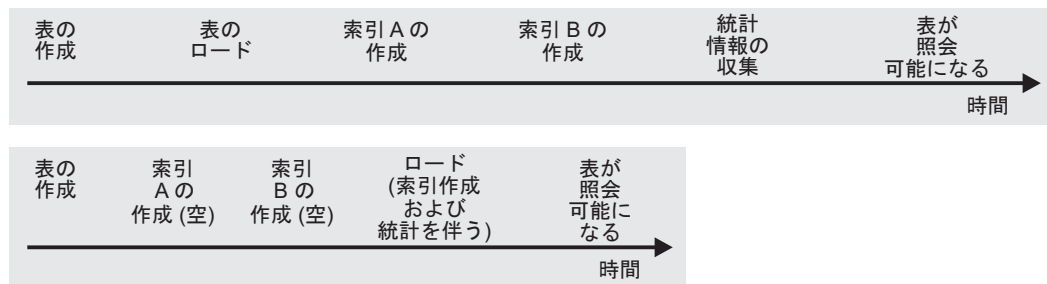 表の
作成
表の
ロード
索引 A の
作成
索引 B の
作成
統計
情報の
収集
表が
照会
可能になる
時間
表の
作成
索引
A の
作成 (空)
索引
B の
作成 (空)
ロード
(索引作成
および
統計を伴う)
表が
照会
可能に
なる
時間